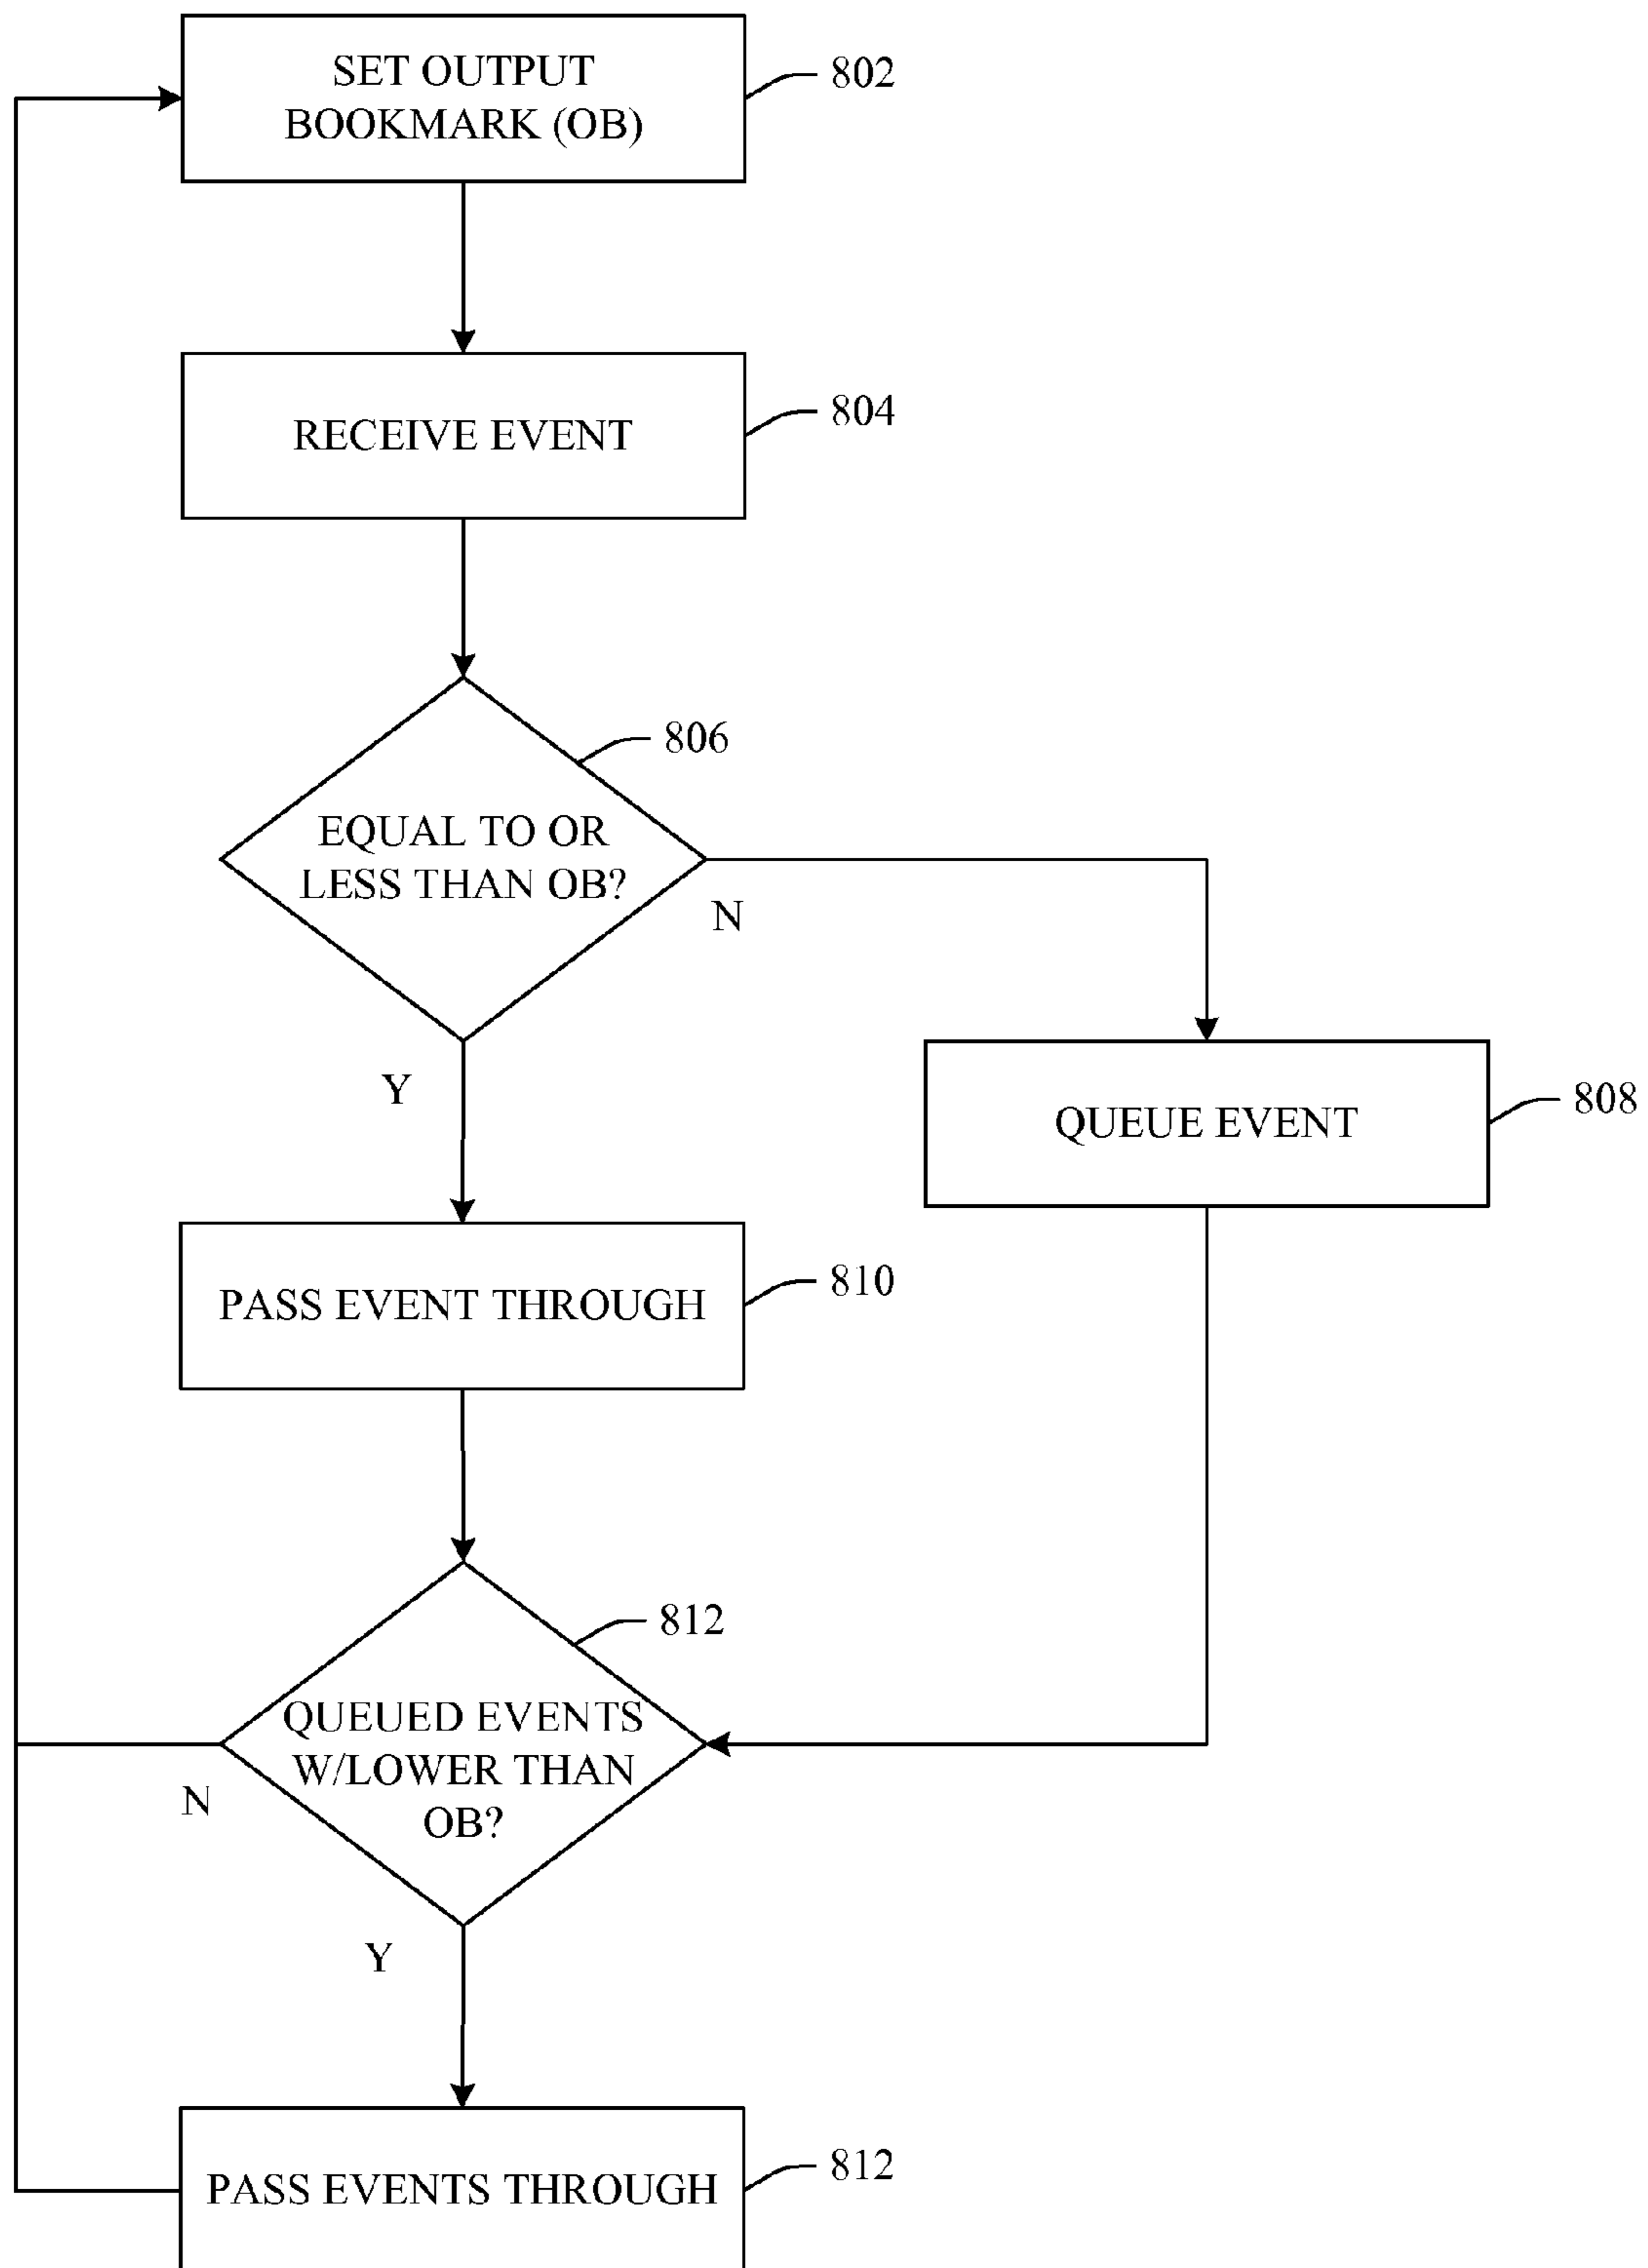 SET OUTPUT
BOOKMARK (OB)
802
RECEIVE EVENT
804
806
EQUAL TO OR
LESS THAN OB?
N
Y
QUEUE EVENT
808
PASS EVENT THROUGH
810
812
QUEUED EVENTS
W/LOWER THAN
OB?
N
Y
PASS EVENTS THROUGH
812